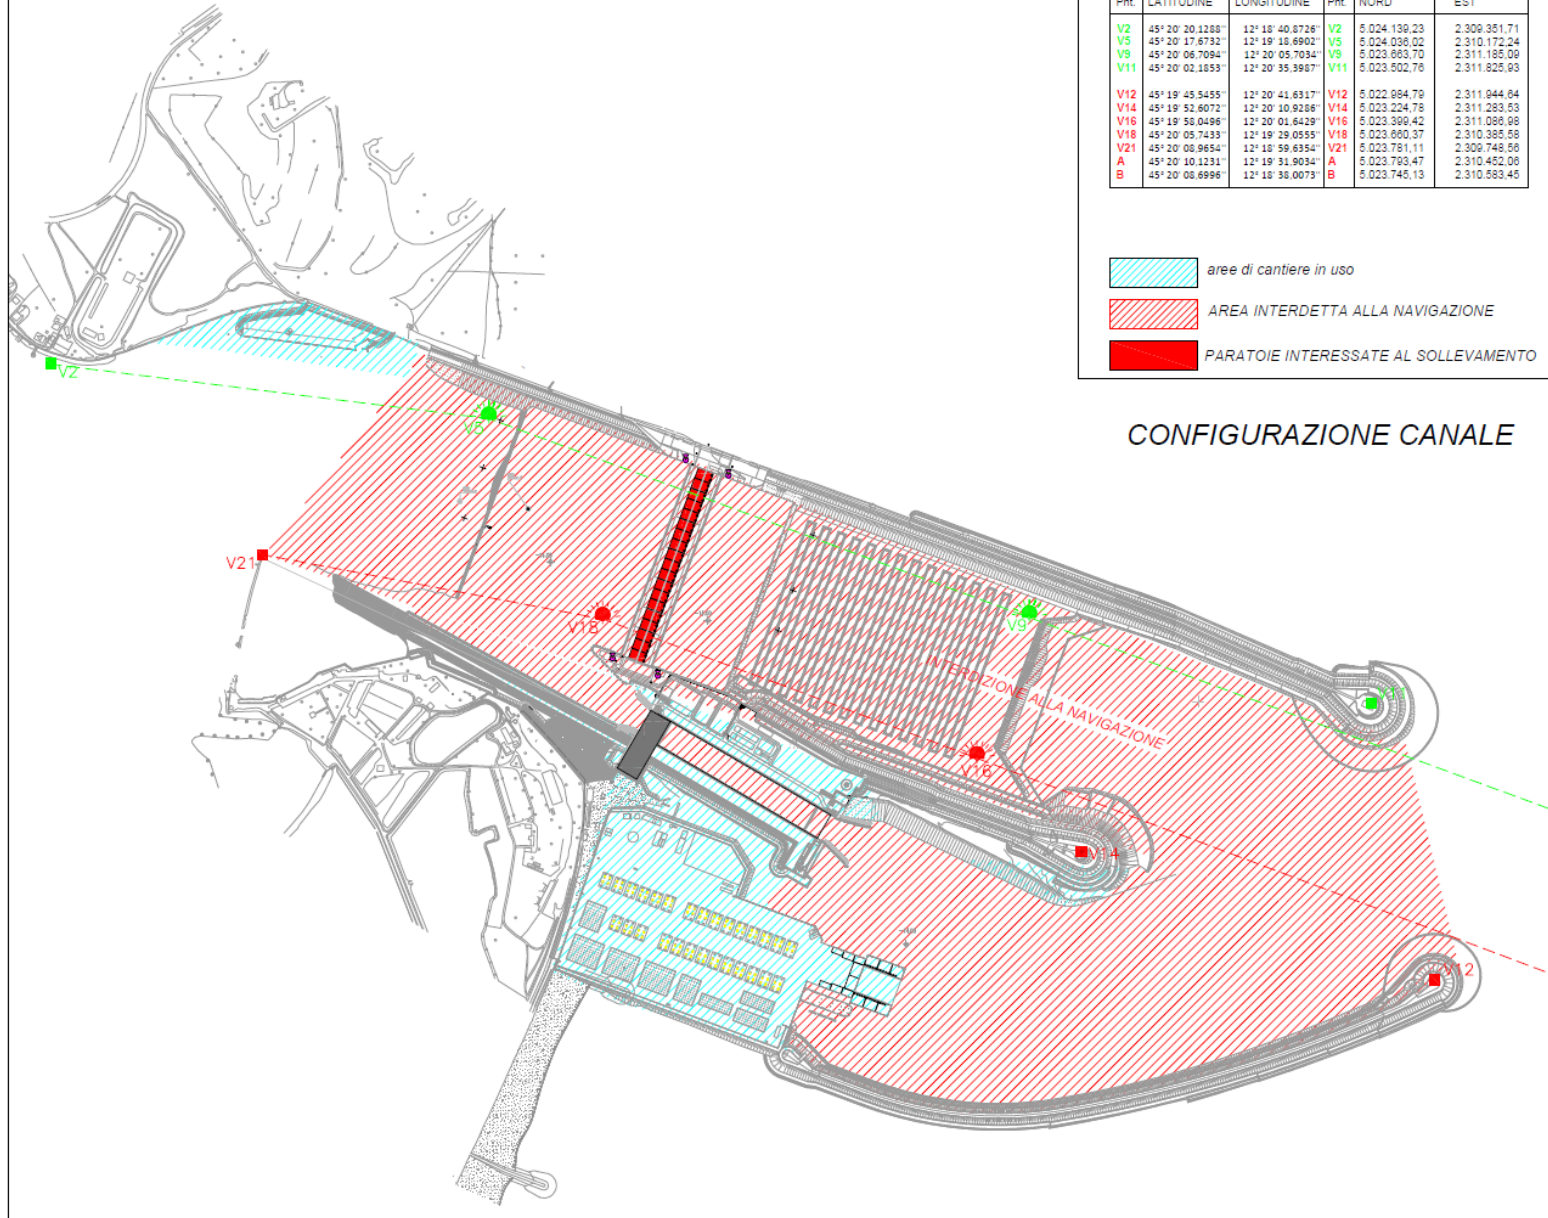 Pnt. LATITUDINE LONGITUDINE Pnt. NORD EST
V2 45° 20' 20,1288'' 12° 18' 40,8726'' V2 5.024.139,23 2.309.351,71
V5 45° 20' 17,6732'' 12° 19' 18,6902'' V5 5.024.036,02 2.310.172,24
V9 45° 20' 06,7094'' 12° 20' 05,7034'' V9 5.023.663,70 2.311.185,09
V11 45° 20' 02,1853'' 12° 20' 35,3987'' V11 5.023.502,76 2.311.825,93
V12 45° 19' 45,5455'' 12° 20' 41,6317'' V12 5.022.984,79 2.311.944,64
V14 45° 19' 52,6072'' 12° 20' 10,9286'' V14 5.023.224,78 2.311.283,53
V16 45° 19' 58,0496'' 12° 20' 01,6429'' V16 5.023.399,42 2.311.086,98
V18 45° 20' 05,7433'' 12° 19' 29,0555'' V18 5.023.660,37 2.310.385,58
V21 45° 20' 08,9654'' 12° 18' 59,6354'' V21 5.023.781,11 2.309.748,56
A 45° 20' 10,1231'' 12° 19' 31,9034'' A 5.023.793,47 2.310.452,06
B 45° 20' 08,6996'' 12° 18' 38,0073'' B 5.023.745,13 2.310.583,45
aree di cantiere in uso
AREA INTERDETTA ALLA NAVIGAZIONE
PARATOIE INTERESSATE AL SOLLEVAMENTO
CONFIGURAZIONE CANALE
V2
V5
V21
V18
V9
INTERDIZIONE ALLA NAVIGAZIONE
V11
V16
V14
V12